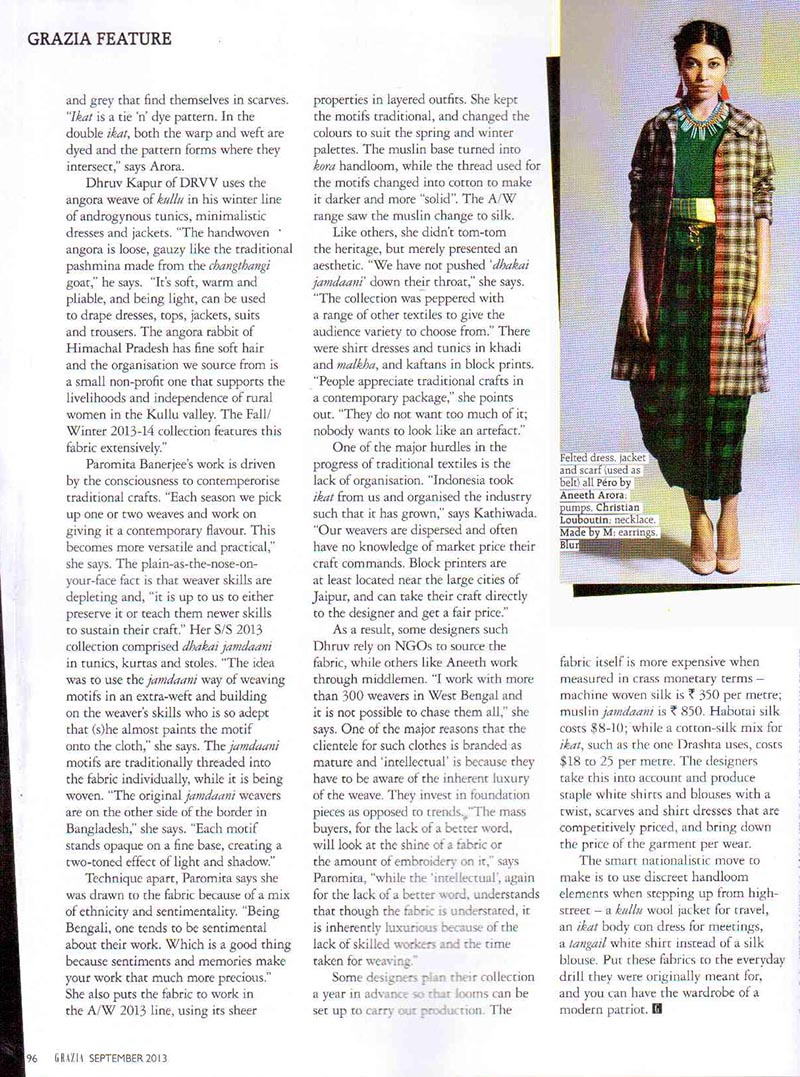 GRAZIA FEATURE
and grey that find themselves in scarves.
"Ikat is a tie 'n' dye pattern. In the
double ikat, both the warp and weft are
dyed and the pattern forms where they
intersect," says Arora.
Dhruv Kapur of DRVV uses the
angora weave of kullu in his winter line
of androgynous tunics, minimalistic
dresses and jackets. "The handwoven
angora is loose, gauzy like the traditional
pashmina made from the changthangi
goat," he says. "It's soft, warm and
pliable, and being light, can be used
to drape dresses, tops, jackets, suits
and trousers. The angora rabbit of
Himachal Pradesh has fine soft hair
and the organisation we source from is
a small non-profit one that supports the
livelihoods and independence of rural
women in the Kullu valley. The Fall/
Winter 2013-14 collection features this
fabric extensively."
Paromita Banerjee's work is driven
by the consciousness to contemporise
traditional crafts. "Each season we pick
up one or two weaves and work on
giving it a contemporary flavour. This
becomes more versatile and practical,"
she says. The plain-as-the-nose-on-
your-face fact is that weaver skills are
depleting and, "it is up to us to either
preserve it or teach them newer skills
to sustain their craft." Her S/S 2013
collection comprised dhakai jamdaani
in tunics, kurtas and stoles. "The idea
was to use the jamdaani way of weaving
motifs in an extra-weft and building
on the weaver's skills who is so adept
that (s)he almost paints the motif
onto the cloth," she says. The jamdaani
motifs are traditionally threaded into
the fabric individually, while it is being
woven. "The original jamdaani weavers
are on the other side of the border in
Bangladesh," she says. "Each motif
stands opaque on a fine base, creating a
two-toned effect of light and shadow."
Technique apart, Paromita says she
was drawn to the fabric because of a mix
of ethnicity and sentimentality. "Being
Bengali, one tends to be sentimental
about their work. Which is a good thing
because sentiments and memories make
your work that much more precious."
She also puts the fabric to work in
the A/W 2013 line, using its sheer
properties in layered outfits. She kept
the motifs traditional, and changed the
colours to suit the spring and winter
palettes. The muslin base turned into
kora handloom, while the thread used for
the motifs changed into cotton to make
it darker and more "solid". The A/W
range saw the muslin change to silk.
Like others, she didn't tom-tom
the heritage, but merely presented an
aesthetic. "We have not pushed 'dhakai
jamdaani' down their throat," she says.
"The collection was peppered with
a range of other textiles to give the
audience variety to choose from." There
were shirt dresses and tunics in khadi
and malkha, and kaftans in block prints.
"People appreciate traditional crafts in
a contemporary package," she points
out. "They do not want too much of it;
nobody wants to look like an artefact."
One of the major hurdles in the
progress of traditional textiles is the
lack of organisation. "Indonesia took
ikat from us and organised the industry
such that it has grown," says Kathiwada.
"Our weavers are dispersed and often
have no knowledge of market price their
craft commands. Block printers are
at least located near the large cities of
Jaipur, and can take their craft directly
to the designer and get a fair price."
As a result, some designers such
Dhruv rely on NGOs to source the
fabric, while others like Aneeth work
through middlemen. "I work with more
than 300 weavers in West Bengal and
it is not possible to chase them all," she
says. One of the major reasons that the
clientele for such clothes is branded as
mature and 'intellectual' is because they
have to be aware of the inherent luxury
of the weave. They invest in foundation
pieces as opposed to trends. "The mass
buyers, for the lack of a better word,
will look at the shine of a fabric or
the amount of embroidery on it," says
Paromita, "while the 'intellectual', again
for the lack of a better word, understands
that though the fabric is understated, it
is inherently luxurious because of the
lack of skilled workers and the time
taken for weaving."
Some designers plan their collection
a year in advance so that looms can be
set up to carry out production. The
Felted dress, jacket
and scarf (used as
belt) all Péro by
Aneeth Arora;
pumps, Christian
Louboutin; necklace,
Made by M; earrings,
Blur
fabric itself is more expensive when
measured in crass monetary terms –
machine woven silk is ₹ 350 per metre;
muslin jamdaani is ₹ 850. Habotai silk
costs $8-10; while a cotton-silk mix for
ikat, such as the one Drashta uses, costs
$18 to 25 per metre. The designers
take this into account and produce
staple white shirts and blouses with a
twist, scarves and shirt dresses that are
competitively priced, and bring down
the price of the garment per wear.
The smart nationalistic move to
make is to use discreet handloom
elements when stepping up from high-
street – a kullu wool jacket for travel,
an ikat body con dress for meetings,
a tangail white shirt instead of a silk
blouse. Put these fabrics to the everyday
drill they were originally meant for,
and you can have the wardrobe of a
modern patriot. G
96 GRAZIA SEPTEMBER 2013